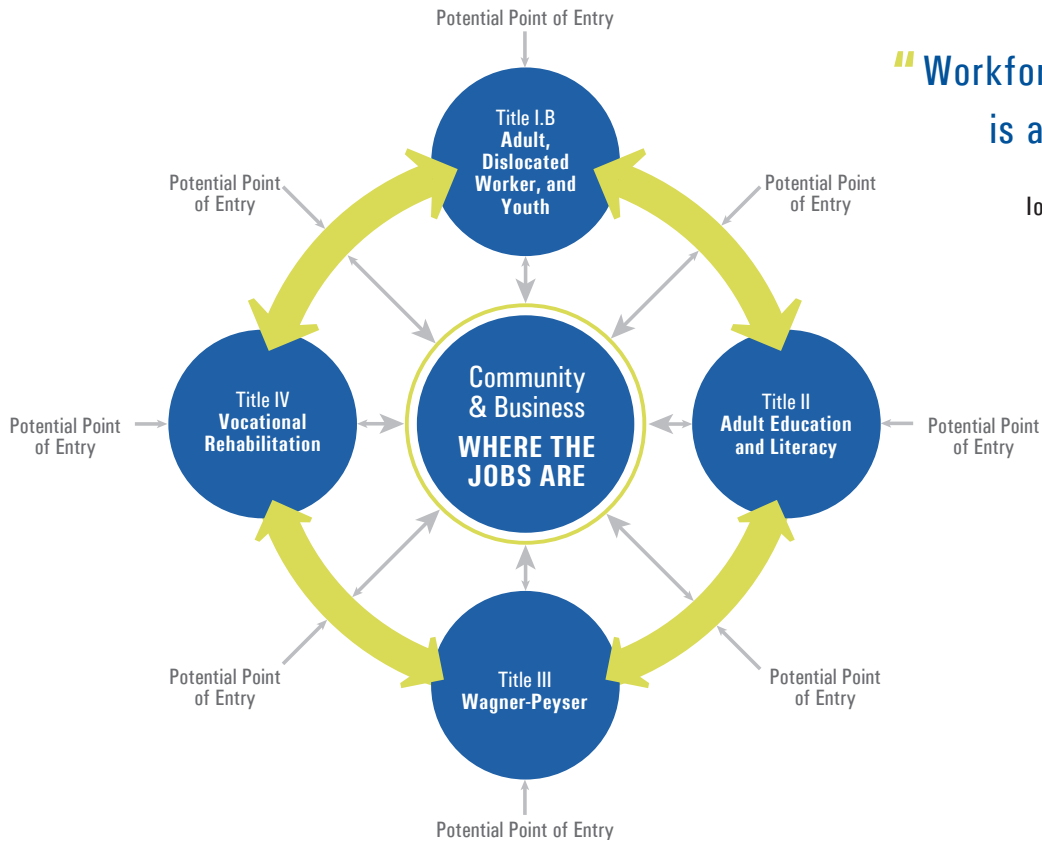 Potential Point of Entry
" Workfor
is a
lo
Title I.B
Adult,
Dislocated
Worker, and
Youth
Potential Point
of Entry
Potential Point
of Entry
Community
& Business
WHERE THE
JOBS ARE
Title IV
Vocational
Rehabilitation
Title II
Adult Education
and Literacy
Potential Point
of Entry
Potential Point
of Entry
Title III
Wagner-Peyser
Potential Point
of Entry
Potential Point
of Entry
Potential Point of Entry